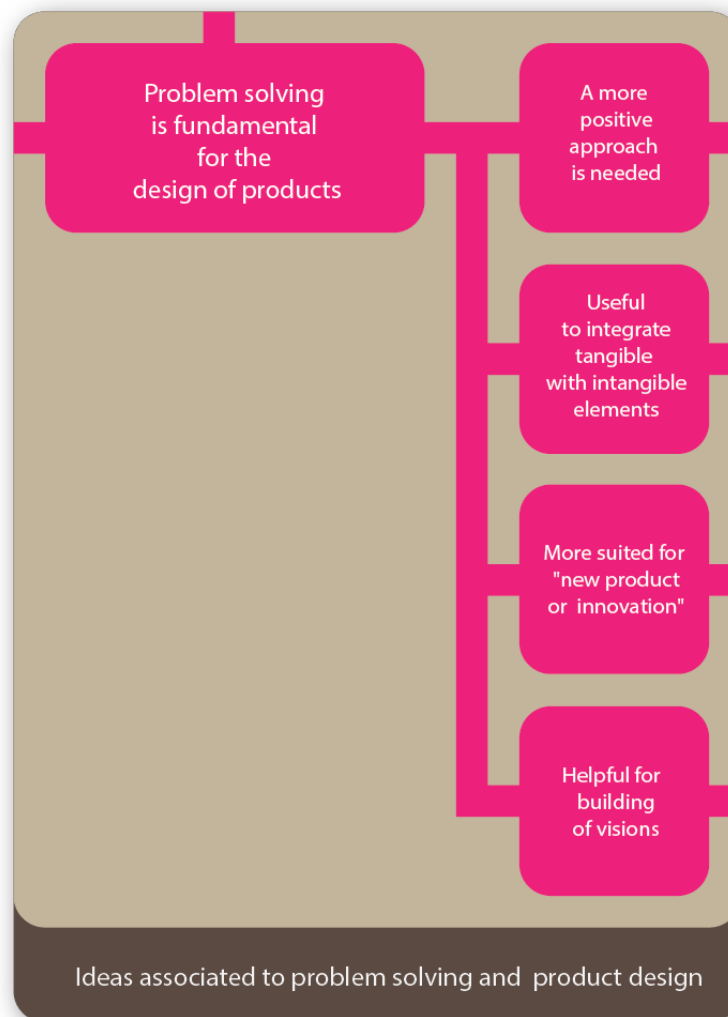 Problem solving
is fundamental
for the
design of products
A more
positive
approach
is needed
Useful
to integrate
tangible
with intangible
elements
More suited for
"new product
or innovation"
Helpful for
building
of visions
Ideas associated to problem solving and product design